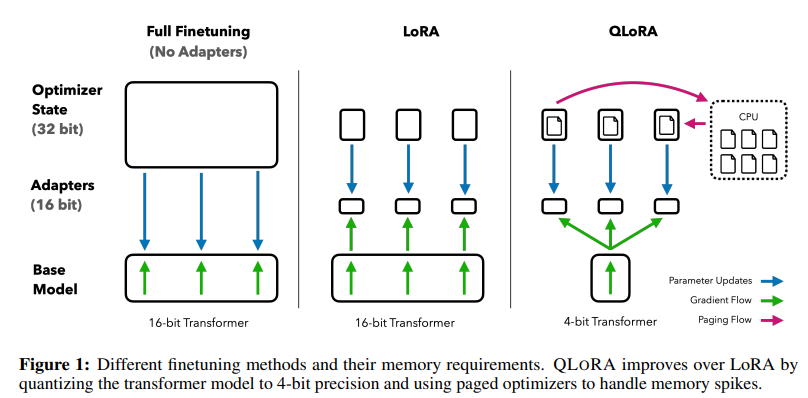 Full Finetuning
(No Adapters)
LoRA
QLoRA
Optimizer
State
(32 bit)
CPU
Adapters
(16 bit)
Base
Model
16-bit Transformer
16-bit Transformer
4-bit Transformer
Parameter Updates
Gradient Flow
Paging Flow
Figure 1: Different finetuning methods and their memory requirements. QLORA improves over LoRA by
quantizing the transformer model to 4-bit precision and using paged optimizers to handle memory spikes.